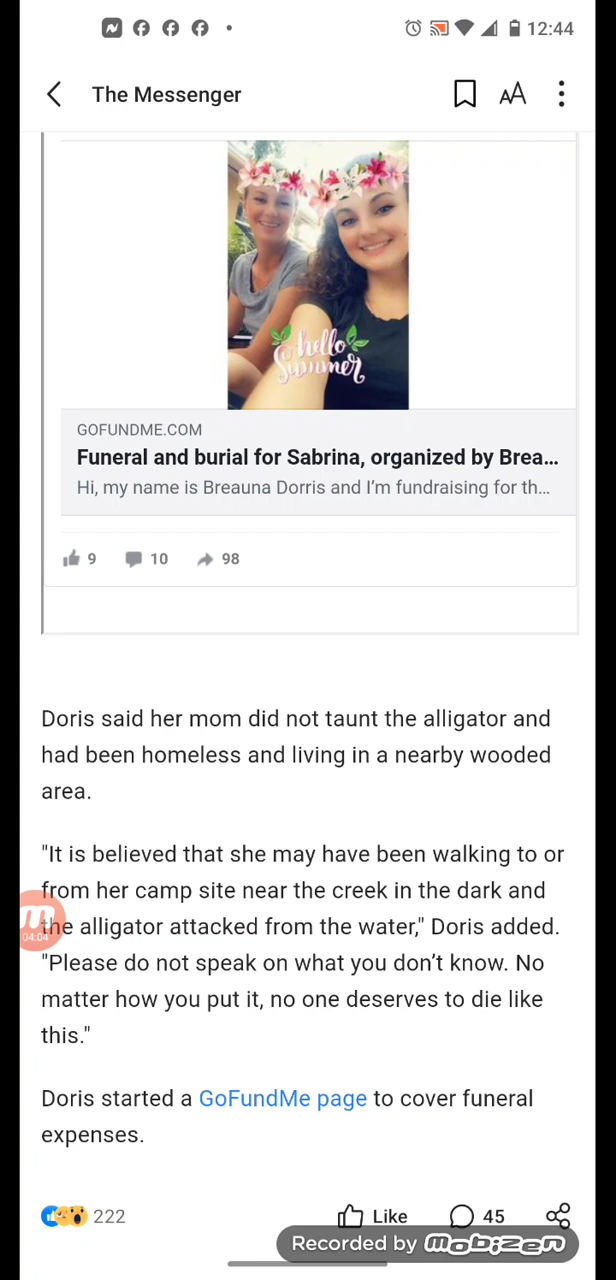 12:44
The Messenger
hello
Summer
GOFUNDME.COM
Funeral and burial for Sabrina, organized by Brea...
Hi, my name is Breauna Dorris and I'm fundraising for th...
9 10 98
Doris said her mom did not taunt the alligator and
had been homeless and living in a nearby wooded
area.
"It is believed that she may have been walking to or
from her camp site near the creek in the dark and
the alligator attacked from the water," Doris added.
04:04
"Please do not speak on what you don't know. No
matter how you put it, no one deserves to die like
this."
Doris started a GoFundMe page to cover funeral
expenses.
222 Like 45
Recorded by mobizen